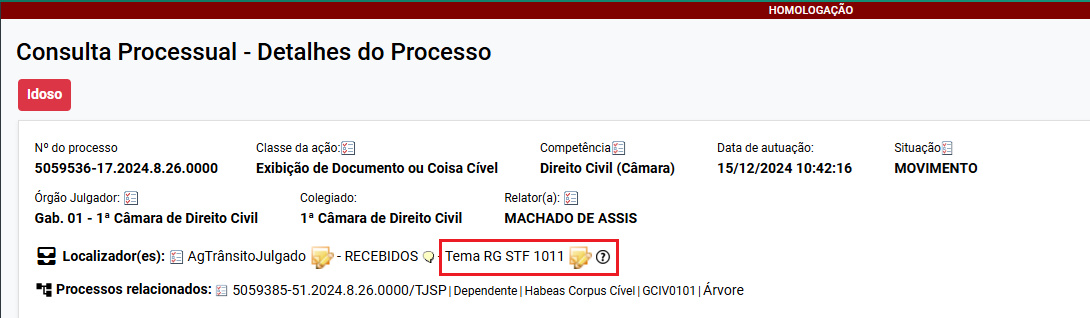 HOMOLOGAÇÃO
Consulta Processual - Detalhes do Processo
Idoso
Nº do processo Classe da ação: Competência Data de autuação: Situação
5059536-17.2024.8.26.0000 Exibição de Documento ou Coisa Cível Direito Civil (Câmara) 15/12/2024 10:42:16 MOVIMENTO
Órgão Julgador: Colegiado: Relator(a):
Gab. 01 - 1ª Câmara de Direito Civil 1ª Câmara de Direito Civil MACHADO DE ASSIS
Localizador(es): AgTrânsitoJulgado - RECEBIDOS - Tema RG STF 1011
Processos relacionados: 5059385-51.2024.8.26.0000/TJSP | Dependente | Habeas Corpus Cível | GCIV0101 | Árvore